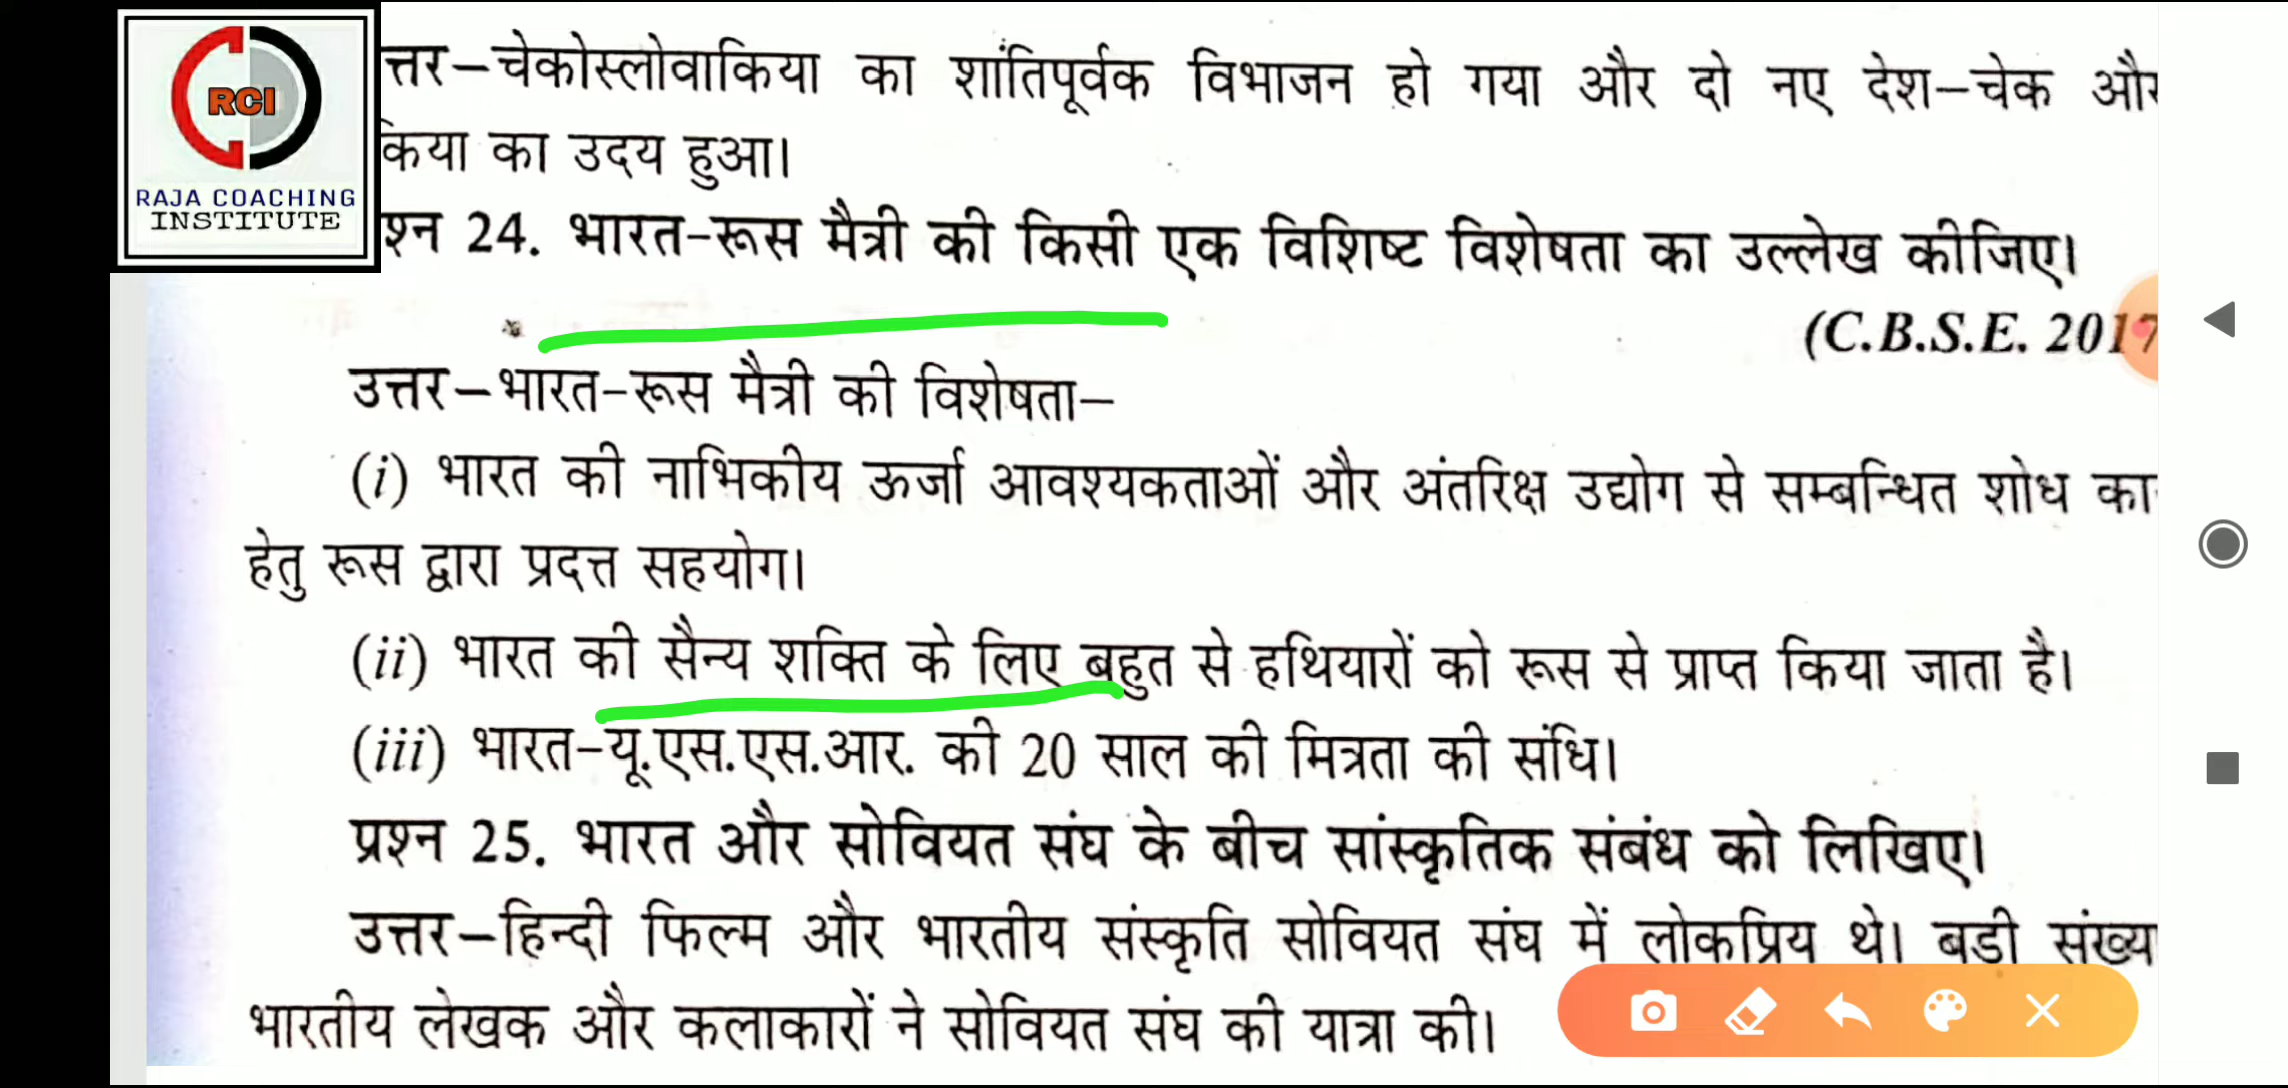 RCI
RAJA COACHING
INSTITUTE
त्तर–चेकोस्लोवाकिया का शांतिपूर्वक विभाजन हो गया और दो नए देश–चेक और
किया का उदय हुआ।
श्न 24. भारत-रूस मैत्री की किसी एक विशिष्ट विशेषता का उल्लेख कीजिए।
(C.B.S.E. 2017
उत्तर–भारत-रूस मैत्री की विशेषता–
(i) भारत की नाभिकीय ऊर्जा आवश्यकताओं और अंतरिक्ष उद्योग से सम्बन्धित शोध का
हेतु रूस द्वारा प्रदत्त सहयोग।
(ii) भारत की सैन्य शक्ति के लिए बहुत से हथियारों को रूस से प्राप्त किया जाता है।
(iii) भारत-यू.एस.एस.आर. की 20 साल की मित्रता की संधि।
प्रश्न 25. भारत और सोवियत संघ के बीच सांस्कृतिक संबंध को लिखिए।
उत्तर–हिन्दी फिल्म और भारतीय संस्कृति सोवियत संघ में लोकप्रिय थे। बड़ी संख्य
भारतीय लेखक और कलाकारों ने सोवियत संघ की यात्रा की।